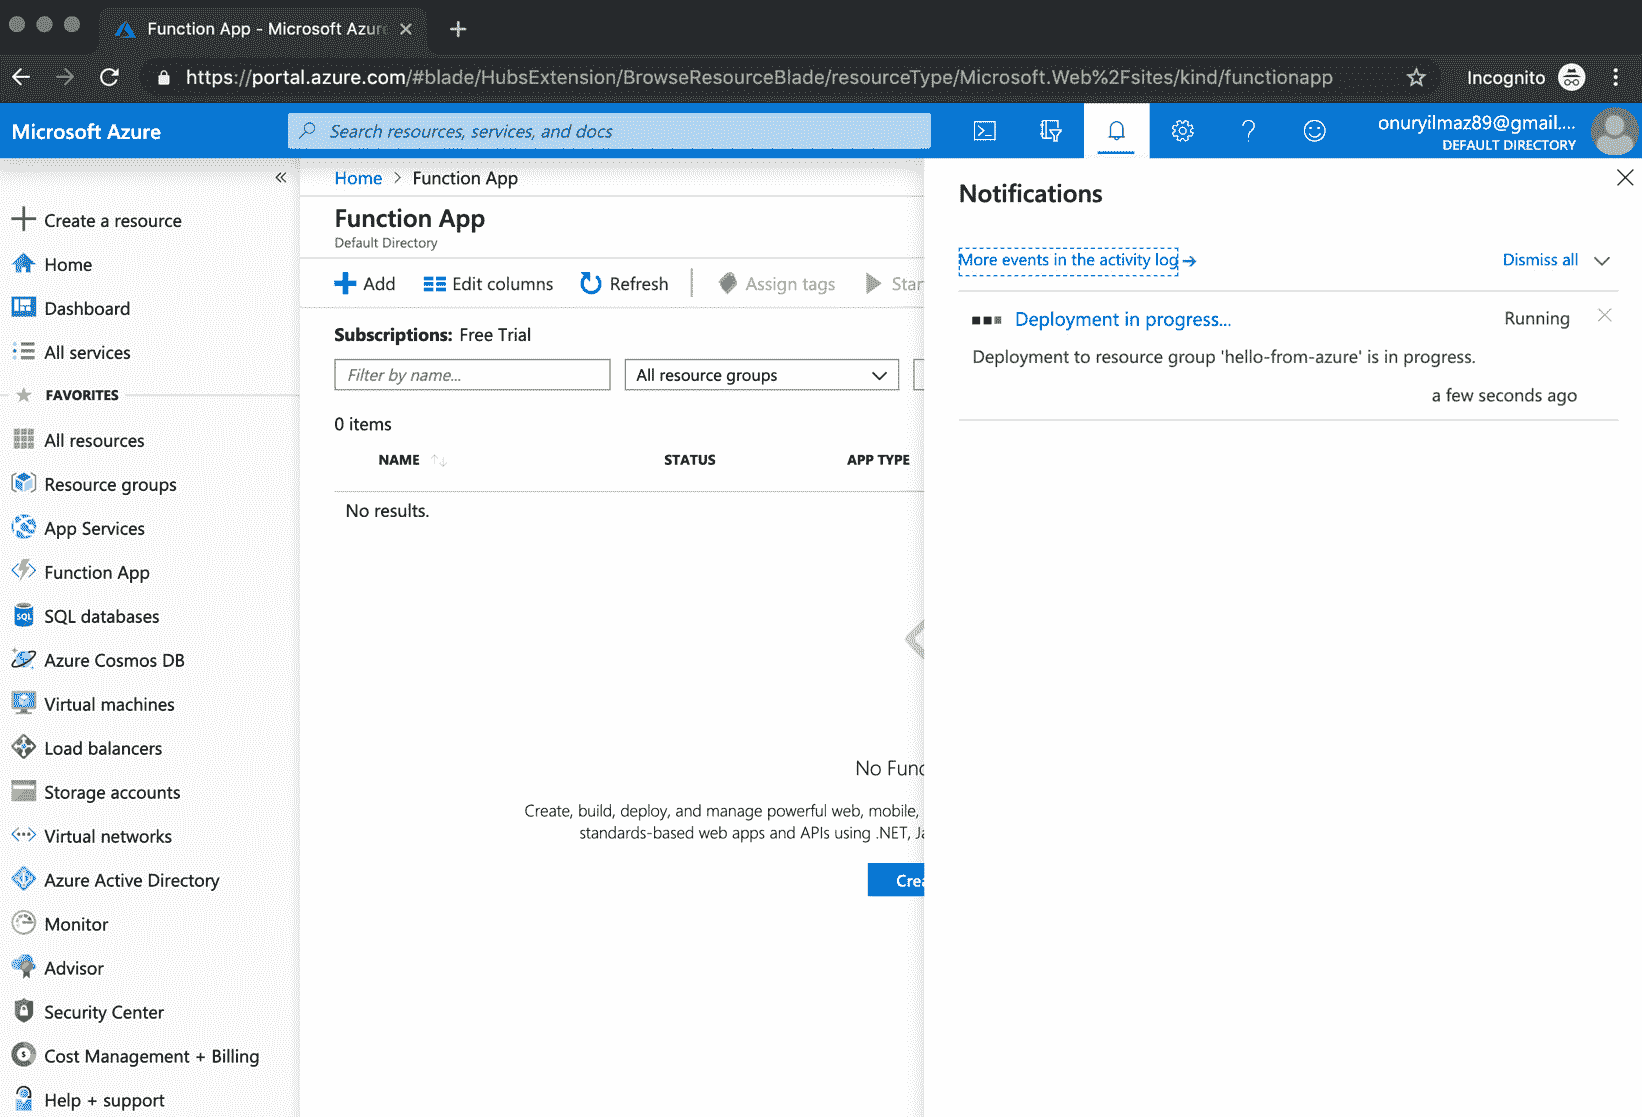 Function App - Microsoft Azur
https://portal.azure.com/#blade/HubsExtension/BrowseResourceBlade/resourceType/Microsoft.Web%2Fsites/kind/functionapp
Incognito
Microsoft Azure
Search resources, services, and docs
onuryilmaz89@gmail....
DEFAULT DIRECTORY
Create a resource
Home
Dashboard
All services
FAVORITES
All resources
Resource groups
App Services
Function App
SQL databases
Azure Cosmos DB
Virtual machines
Load balancers
Storage accounts
Virtual networks
Azure Active Directory
Monitor
Advisor
Security Center
Cost Management + Billing
Help + support
Home > Function App
Function App
Default Directory
Add Edit columns Refresh Assign tags Star
Subscriptions: Free Trial
Filter by name... All resource groups
0 items
NAME STATUS APP TYPE
No results.
No Func
Create, build, deploy, and manage powerful web, mobile,
standards-based web apps and APIs using .NET, Ja
Crea
Notifications
More events in the activity log → Dismiss all
Deployment in progress... Running
Deployment to resource group 'hello-from-azure' is in progress.
a few seconds ago